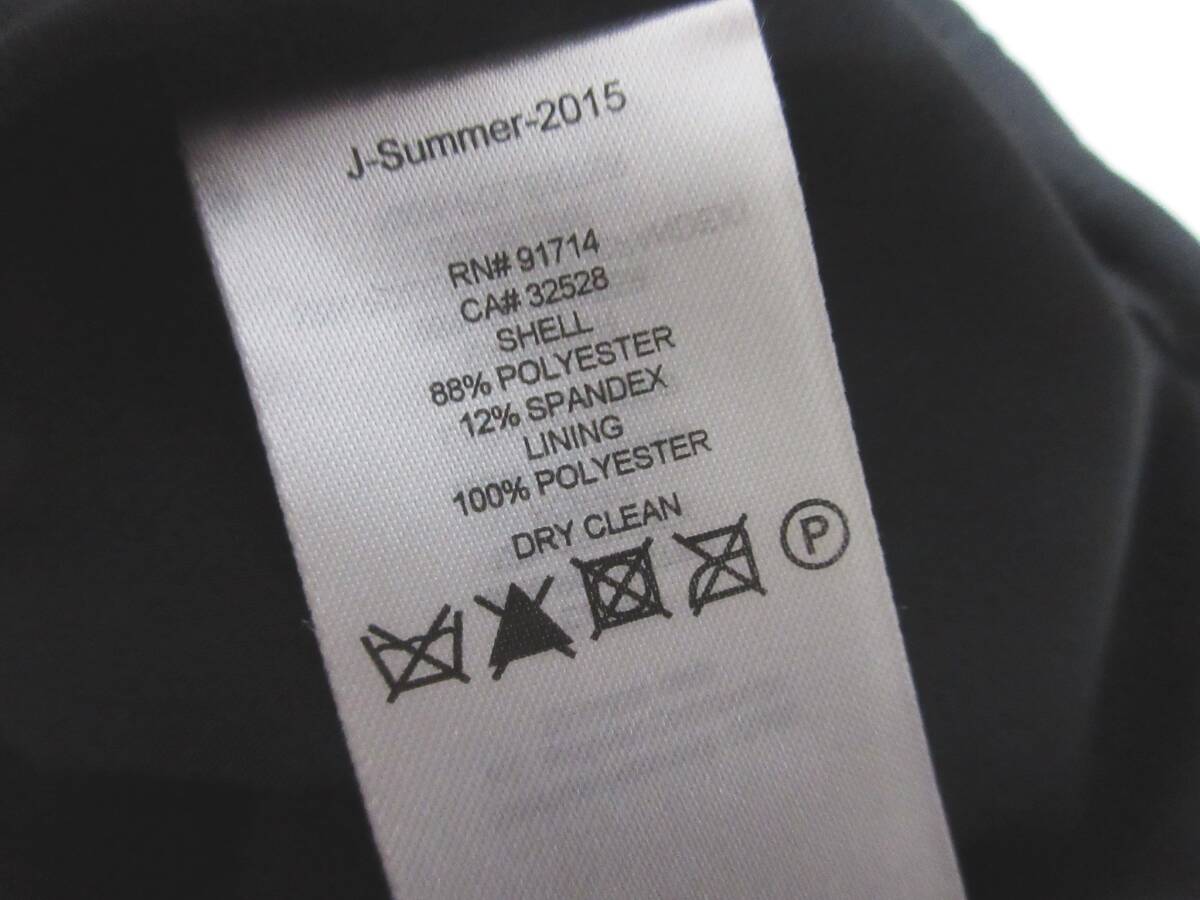 J-Summer-2015
RN# 91714
CA# 32528
SHELL
88% POLYESTER
12% SPANDEX
LINING
100% POLYESTER
DRY CLEAN
P